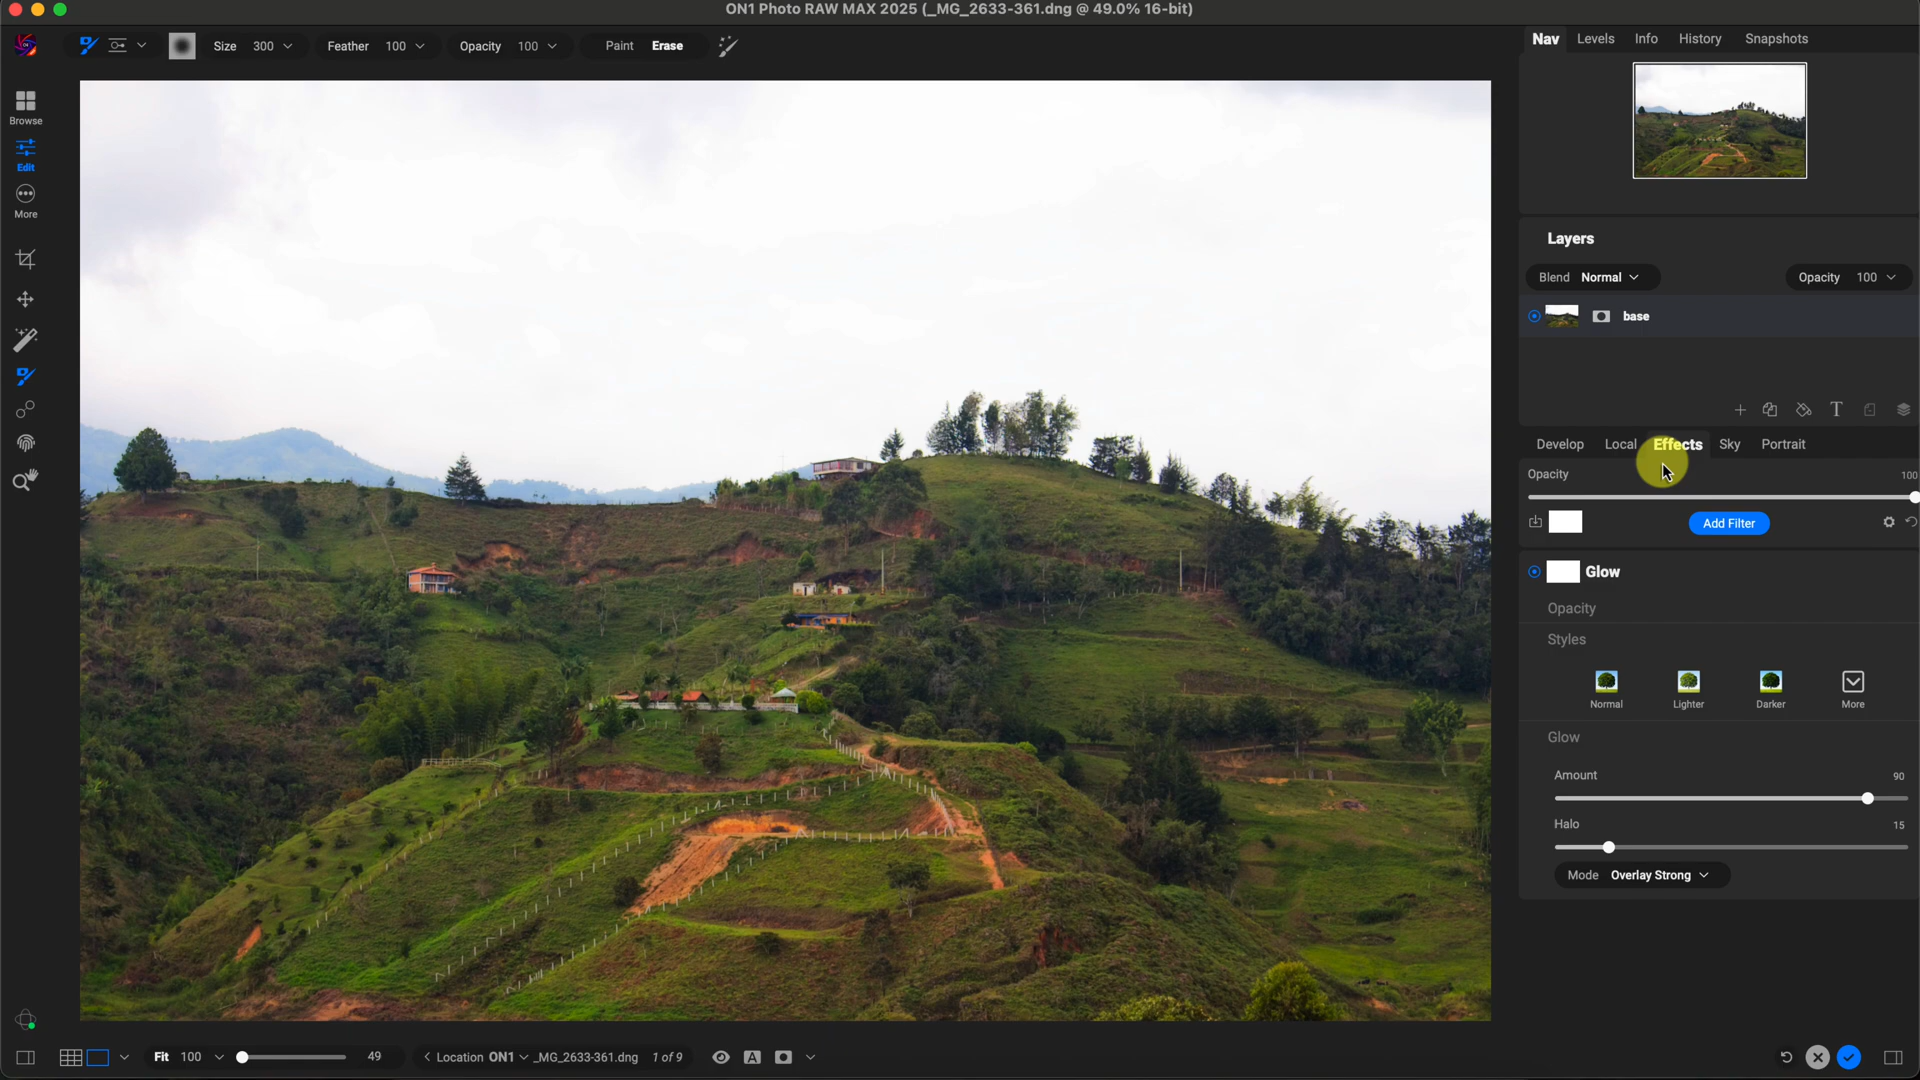 ON1 Photo RAW MAX 2025 (_MG_2633-361.dng @ 49.0% 16-bit)
Size 300 Feather 100 Opacity 100 Paint Erase
Nav Levels Info History Snapshots
Browse
Edit
More
Layers
Blend Normal Opacity 100
base
T
Develop Local Effects Sky Portrait
Opacity 100
Add Filter
Glow
Opacity
Styles
Normal Lighter Darker More
Glow
Amount 90
Halo 15
Mode Overlay Strong
Fit 100 49 Location ON1 _MG_2633-361.dng 1 of 9 A